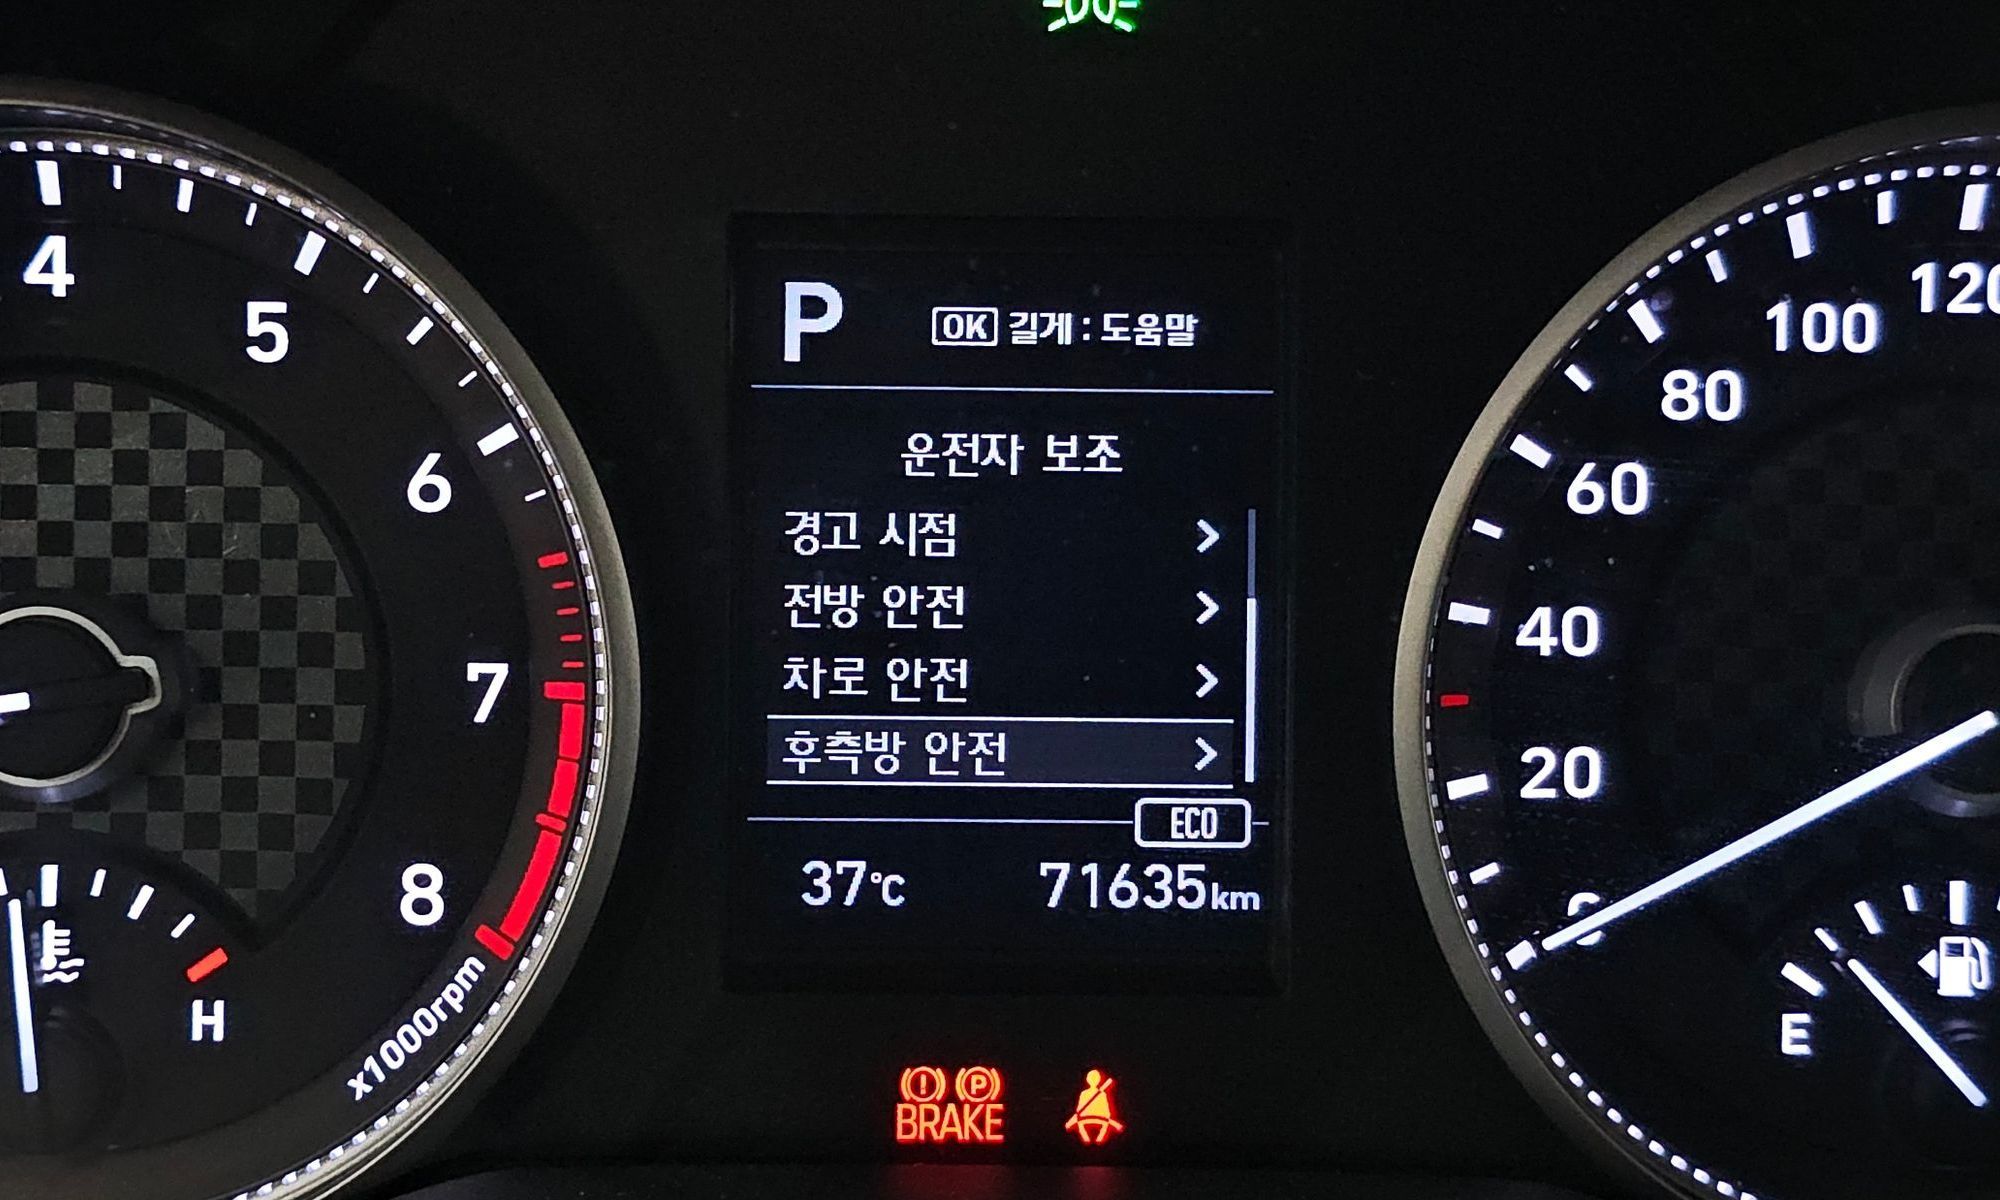 P
OK 길게 : 도움말
운전자 보조
경고 시점
전방 안전
차로 안전
후측방 안전
ECO
37°C 71635km
4
5
6
7
8
x1000rpm
H
120
100
80
60
40
20
0
E
(!) (P)
BRAKE